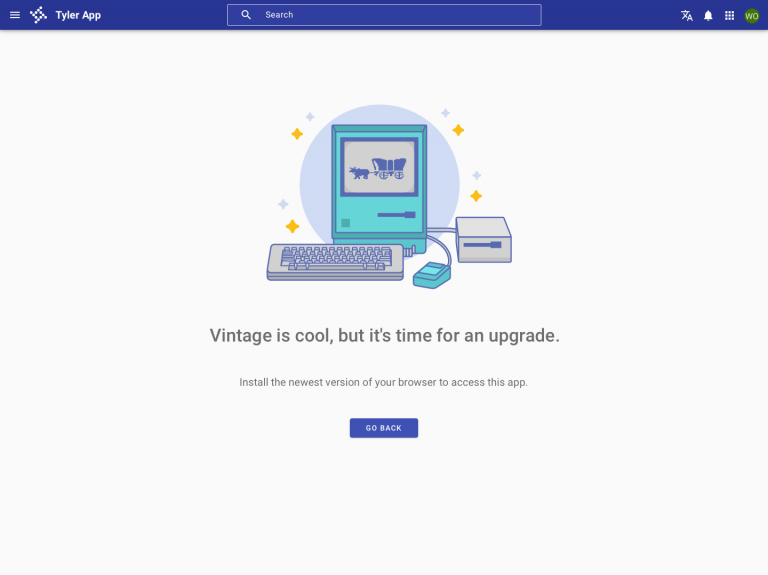 Tyler App
Search
WO
Vintage is cool, but it's time for an upgrade.
Install the newest version of your browser to access this app.
GO BACK